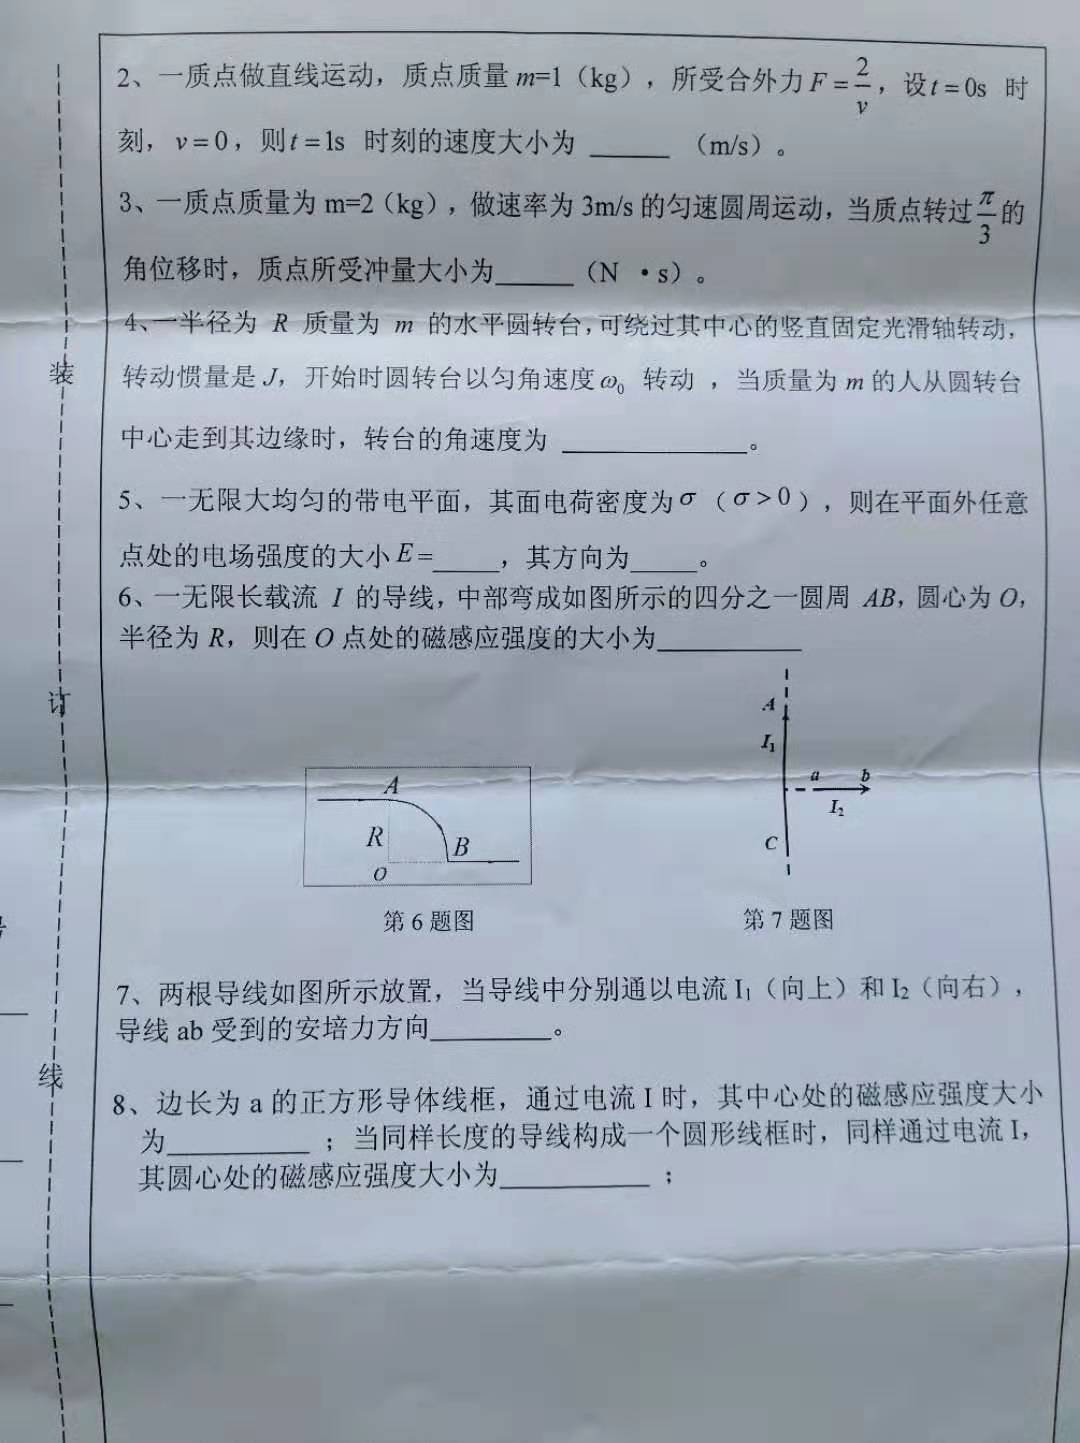 2、一质点做直线运动，质点质量 m=1（kg），所受合外力 F = 2/v，设 t = 0s 时
刻，v = 0，则 t = 1s 时刻的速度大小为 ______ （m/s）。
3、一质点质量为 m=2（kg），做速率为 3m/s 的匀速圆周运动，当质点转过 π/3 的
角位移时，质点所受冲量大小为______（N •s）。
4、一半径为 R 质量为 m 的水平圆转台，可绕过其中心的竖直固定光滑轴转动，
转动惯量是 J，开始时圆转台以匀角速度 ω₀ 转动 ，当质量为 m 的人从圆转台
中心走到其边缘时，转台的角速度为 ______________。
5、一无限大均匀的带电平面，其面电荷密度为 σ（σ > 0），则在平面外任意
点处的电场强度的大小 E =_____，其方向为_____。
6、一无限长载流 I 的导线，中部弯成如图所示的四分之一圆周 AB，圆心为 O，
半径为 R，则在 O 点处的磁感应强度的大小为___________
A
R
B
O
第 6 题图
A
I₁
a
b
I₂
C
第 7 题图
7、两根导线如图所示放置，当导线中分别通以电流 I₁（向上）和 I₂（向右），
导线 ab 受到的安培力方向_________。
8、边长为 a 的正方形导体线框，通过电流 I 时，其中心处的磁感应强度大小
为___________；当同样长度的导线构成一个圆形线框时，同样通过电流 I，
其圆心处的磁感应强度大小为___________；
装
订
线